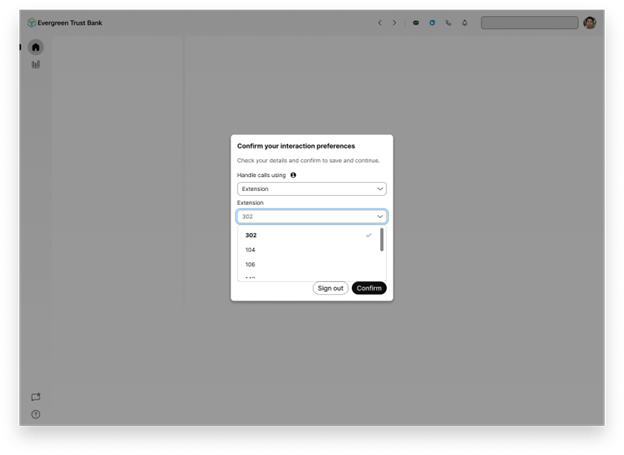 Evergreen Trust Bank
Confirm your interaction preferences
Check your details and confirm to save and continue.
Handle calls using
Extension
Extension
302
302
104
106
Sign out
Confirm